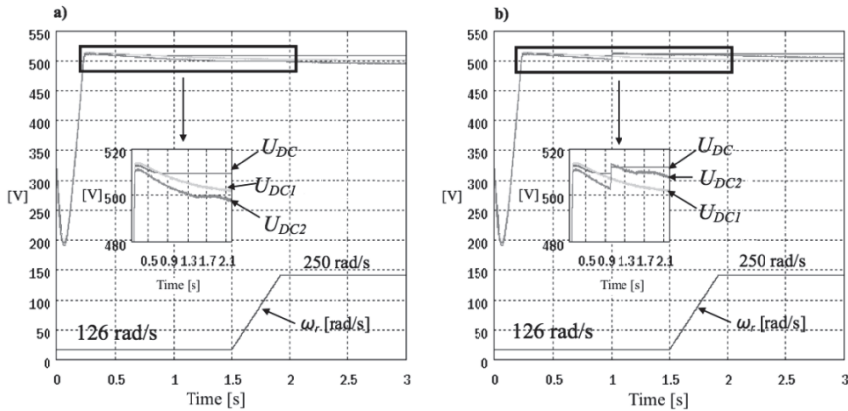 a)
550
500
450
400
350
[V]
300
250
200
150
100
50
0
520
[V]
500
480
0.5 0.9 1.3 1.7 2.1
Time [s]
U_DC
U_DC1
U_DC2
250 rad/s
126 rad/s
ω_r [rad/s]
0 0.5 1 1.5 2 2.5 3
Time [s]
b)
550
500
450
400
350
[V]
300
250
200
150
100
50
0
520
[V]
500
480
0.5 0.9 1.3 1.7 2.1
Time [s]
U_DC
U_DC2
U_DC1
250 rad/s
126 rad/s
ω_r [rad/s]
0 0.5 1 1.5 2 2.5 3
Time [s]